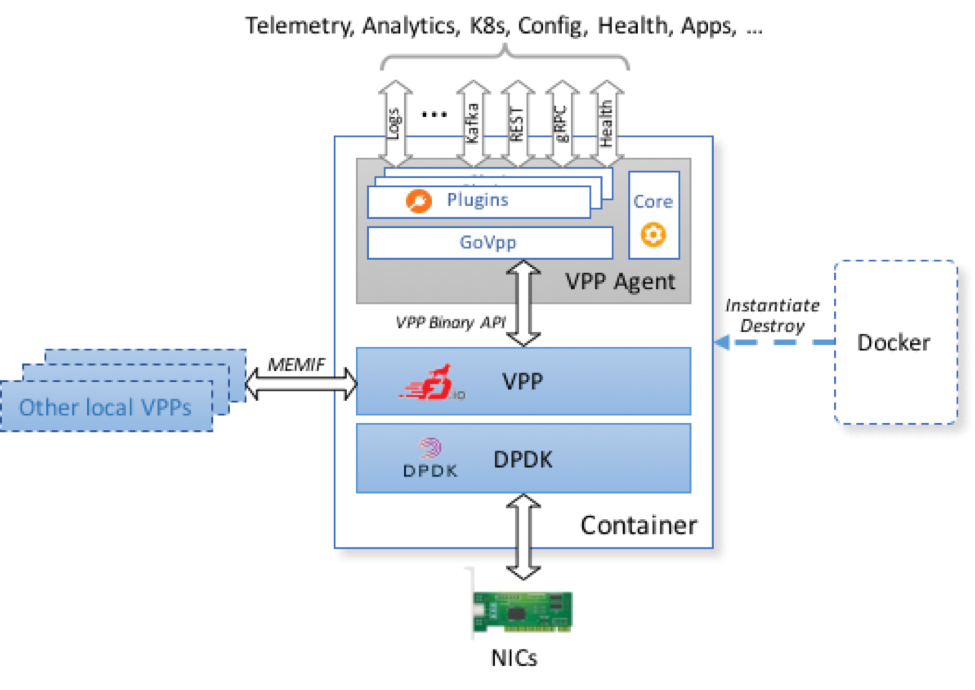 Telemetry, Analytics, K8s, Config, Health, Apps, ...
Logs
...
Kafka
REST
gRPC
Health
Plugins
Core
GoVpp
VPP Agent
VPP Binary API
Instantiate
Destroy
Docker
MEMIF
Other local VPPs
.io
VPP
DPDK
DPDK
Container
NICs